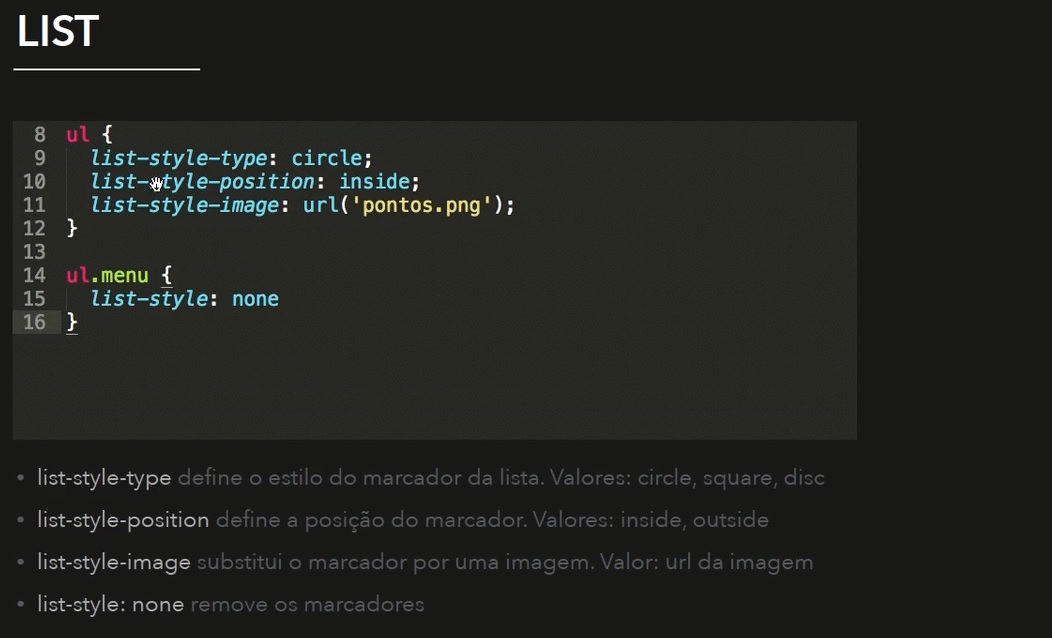 LIST
8 ul {
9 list-style-type: circle;
10 list-style-position: inside;
11 list-style-image: url('pontos.png');
12 }
13
14 ul.menu {
15 list-style: none
16 }
• list-style-type define o estilo do marcador da lista. Valores: circle, square, disc
• list-style-position define a posição do marcador. Valores: inside, outside
• list-style-image substitui o marcador por uma imagem. Valor: url da imagem
• list-style: none remove os marcadores